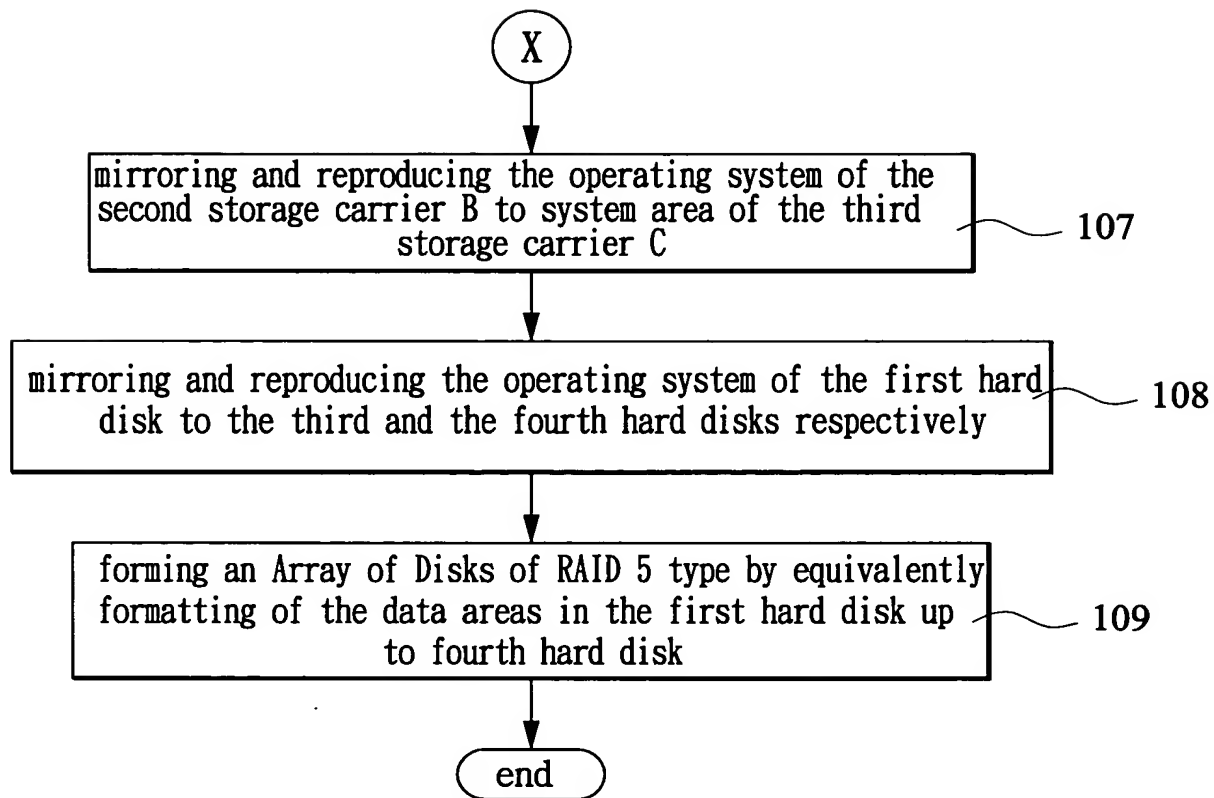 X
mirroring and reproducing the operating system of the
second storage carrier B to system area of the third
storage carrier C
107
mirroring and reproducing the operating system of the first hard
disk to the third and the fourth hard disks respectively
108
forming an Array of Disks of RAID 5 type by equivalently
formatting of the data areas in the first hard disk up
to fourth hard disk
109
end